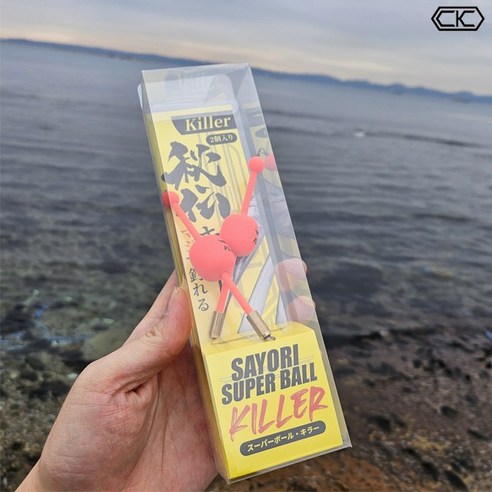 CKC
Killer
2個入り
秘伝
釣れる
SAYORI
SUPER BALL
KILLER
スーパーボール・キラー